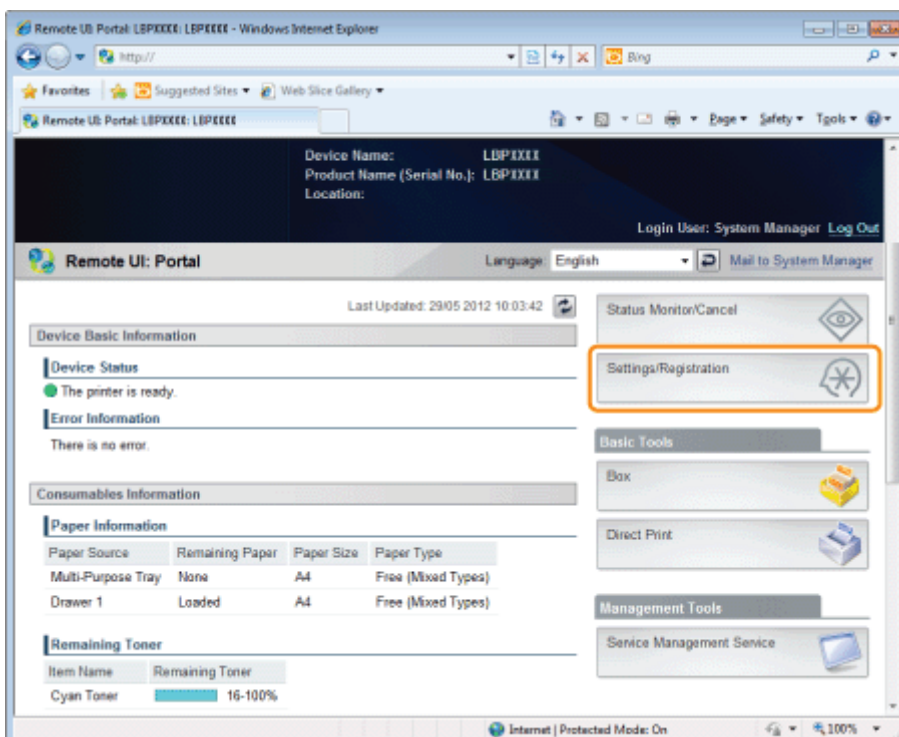 Remote UI: Portal: LBPXXXX: LBPXXXX - Windows Internet Explorer
http://
Bing
Favorites Suggested Sites Web Slice Gallery
Remote UI: Portal: LBPXXXX: LBPXXXX
Page Safety Tools
Device Name: LBPXXXX
Product Name (Serial No.): LBPXXXX
Location:
Login User: System Manager Log Out
Remote UI: Portal
Language: English
Mail to System Manager
Last Updated: 29/05 2012 10:03:42
Device Basic Information
Device Status
The printer is ready.
Error Information
There is no error.
Consumables Information
Paper Information
Paper Source Remaining Paper Paper Size Paper Type
Multi-Purpose Tray None A4 Free (Mixed Types)
Drawer 1 Loaded A4 Free (Mixed Types)
Remaining Toner
Item Name Remaining Toner
Cyan Toner 16-100%
Status Monitor/Cancel
Settings/Registration
Basic Tools
Box
Direct Print
Management Tools
Service Management Service
Internet | Protected Mode: On
100%